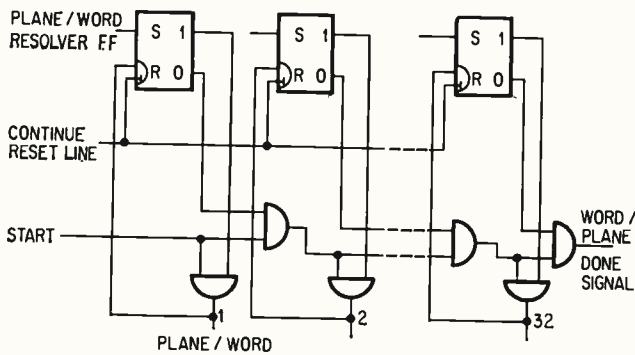 PLANE/WORD
RESOLVER F.F
S 1
R 0
S 1
R 0
S 1
R 0
CONTINUE
RESET LINE
START
WORD/
PLANE
DONE
SIGNAL
1
2
32
PLANE / WORD